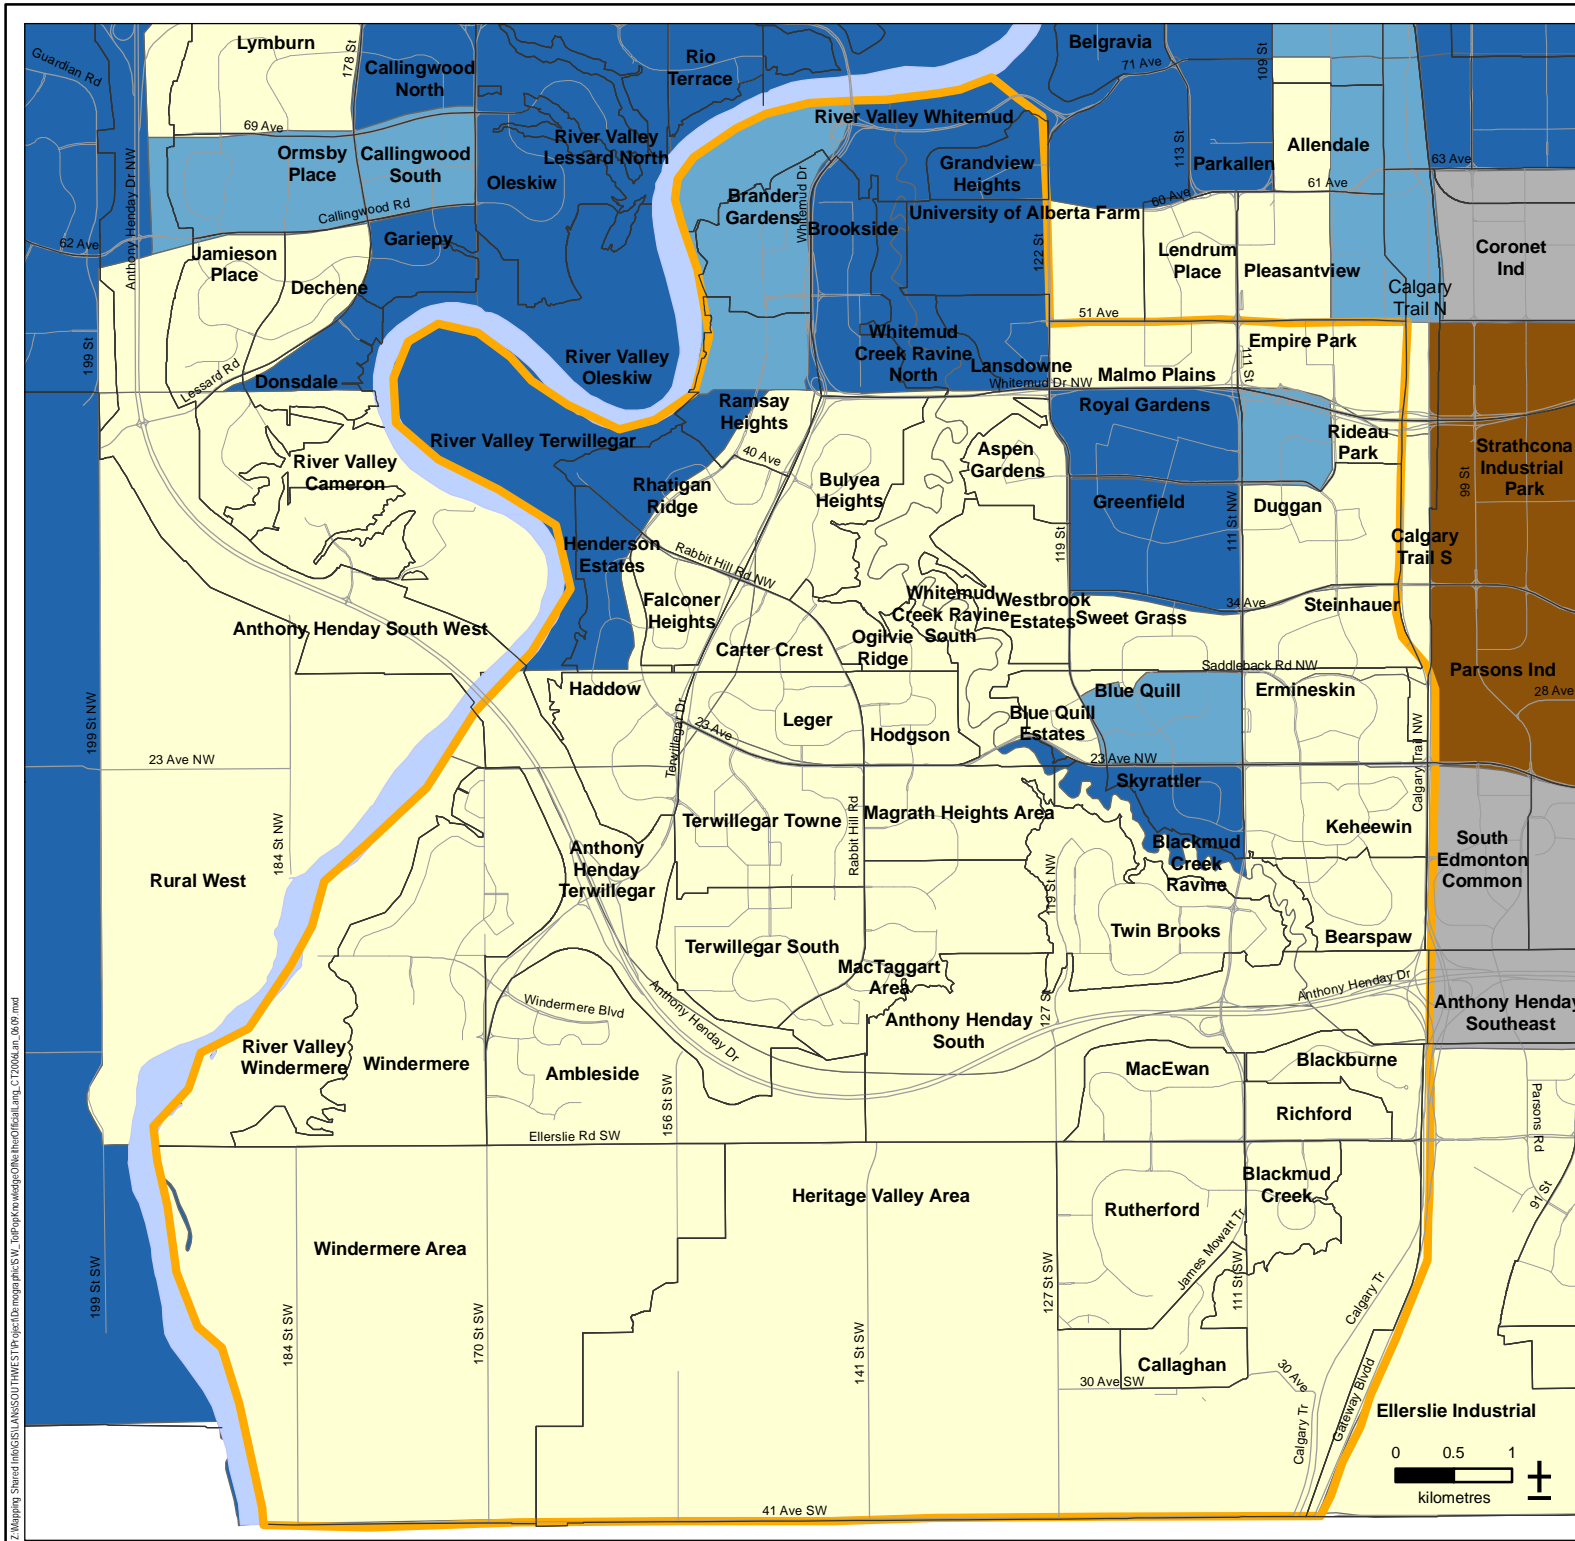 Lymburn
178 St
Guardian Rd
Callingwood
North
Rio
Terrace
Belgravia
71 Ave
109 St
69 Ave
River Valley
Lessard North
River Valley Whitemud
Ormsby
Place
Callingwood
South
Oleskiw
Grandview
Heights
113 St
Parkallen
Allendale
63 Ave
61 Ave
60 Ave
Brander
Gardens
Whitemud Dr
Brookside
University of Alberta Farm
Callingwood Rd
Anthony Henday Dr NW
62 Ave
Gariepy
Jamieson
Place
Dechene
122 St
Lendrum
Place
Pleasantview
Coronet
Ind
Calgary
Trail N
51 Ave
199 St
Lessard Rd
Donsdale
River Valley
Oleskiw
Whitemud
Creek Ravine
North
Lansdowne
Whitemud Dr NW
Malmo Plains
Empire Park
111 St
Ramsay
Heights
Royal Gardens
River Valley Terwillegar
Rideau
Park
Strathcona
Industrial
Park
99 St
40 Ave
River Valley
Cameron
Rhatigan
Ridge
Bulyea
Heights
Aspen
Gardens
Greenfield
111 St NW
Duggan
119 St
Henderson
Estates
Rabbit Hill Rd NW
Calgary
Trail S
Falconer
Heights
Whitemud
Creek Ravine
South
Westbrook
Estates
Sweet Grass
34 Ave
Steinhauer
Anthony Henday South West
Carter Crest
Ogilvie
Ridge
Saddleback Rd NW
Parsons Ind
28 Ave
Haddow
Terwillegar Dr
23 Ave
Leger
Hodgson
Blue Quill
Blue Quill
Estates
Ermineskin
199 St NW
23 Ave NW
23 Ave NW
Calgary Trail NW
Skyrattler
184 St NW
Terwillegar Towne
Rabbit Hill Rd
Magrath Heights Area
Keheewin
Rural West
Anthony
Henday
Terwillegar
Blackmud
Creek
Ravine
South
Edmonton
Common
119 St NW
Twin Brooks
Bearspaw
Terwillegar South
MacTaggart
Area
127 St
Anthony Henday Dr
Windermere Blvd
Anthony Henday Dr
Anthony Henday
South
Anthony Henday
Southeast
River Valley
Windermere
Windermere
Ambleside
156 St SW
MacEwan
Blackburne
Richford
Parsons Rd
Ellerslie Rd SW
Heritage Valley Area
Rutherford
Blackmud
Creek
91 St
Windermere Area
James Mowatt Tr
199 St SW
184 St SW
170 St SW
141 St SW
127 St SW
111 St SW
Calgary Tr
Callaghan
30 Ave SW
30 Ave
Calgary Tr
Gateway Blvdd
Ellerslie Industrial
0 0.5 1
kilometres
41 Ave SW